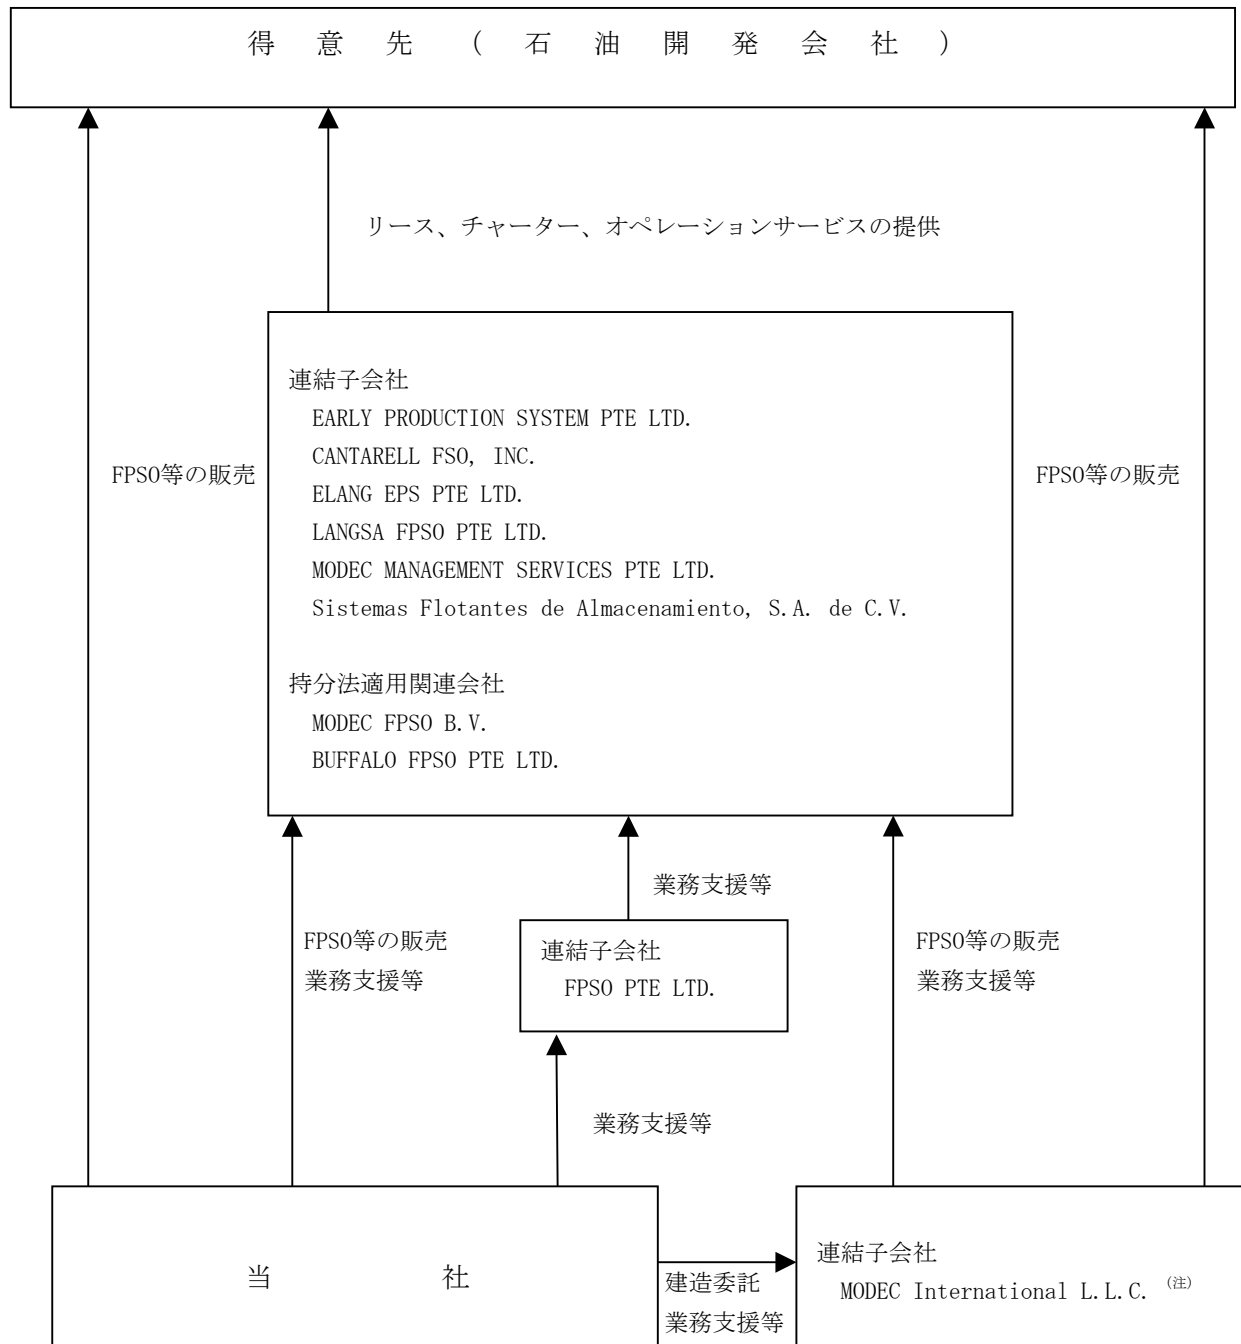 得意先（石油開発会社）
リース、チャーター、オペレーションサービスの提供
連結子会社
EARLY PRODUCTION SYSTEM PTE LTD.
CANTARELL FSO, INC.
ELANG EPS PTE LTD.
LANGSA FPSO PTE LTD.
MODEC MANAGEMENT SERVICES PTE LTD.
Sistemas Flotantes de Almacenamiento, S.A. de C.V.
持分法適用関連会社
MODEC FPSO B.V.
BUFFALO FPSO PTE LTD.
FPSO等の販売
FPSO等の販売
業務支援等
FPSO等の販売
業務支援等
連結子会社
FPSO PTE LTD.
FPSO等の販売
業務支援等
業務支援等
当社
建造委託
業務支援等
連結子会社
MODEC International L.L.C. (注)